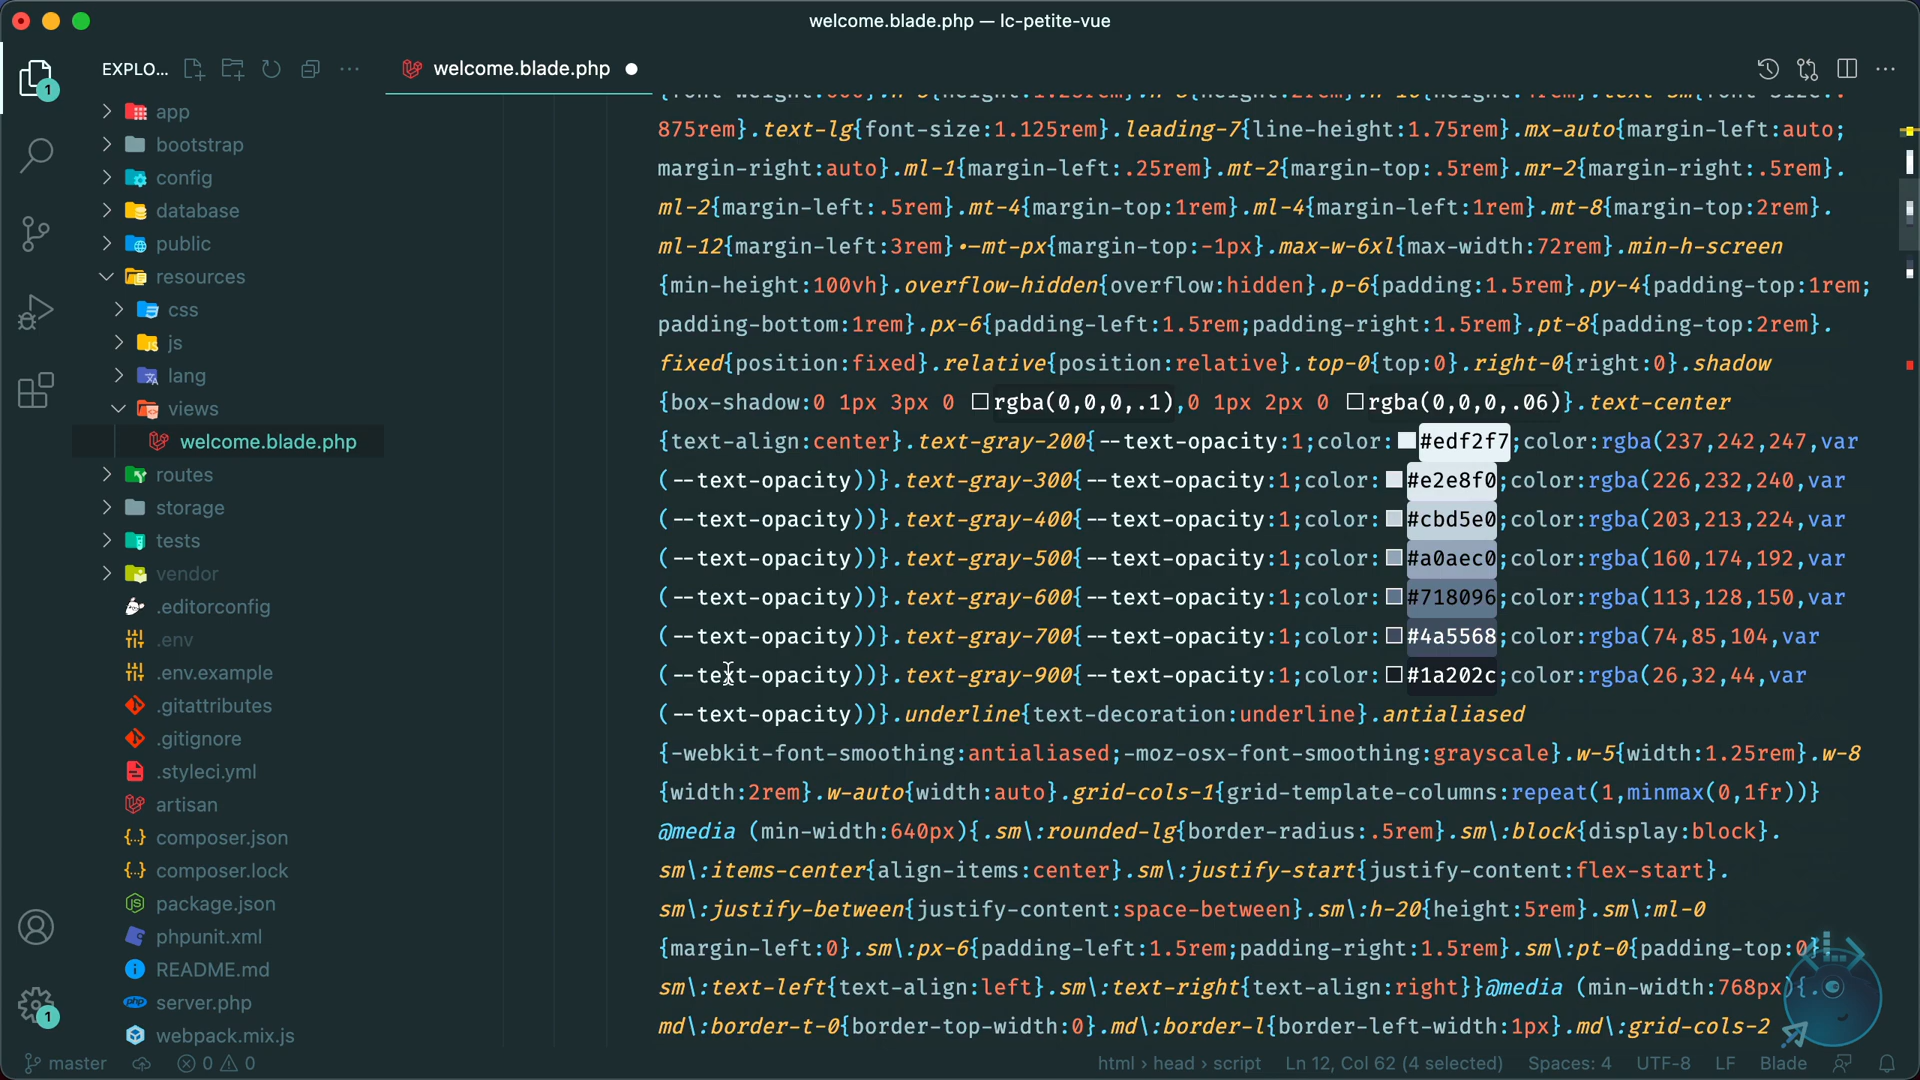 welcome.blade.php — lc-petite-vue
EXPLO...
welcome.blade.php
1
app
bootstrap
config
database
public
resources
css
js
lang
views
welcome.blade.php
routes
storage
tests
vendor
.editorconfig
.env
.env.example
.gitattributes
.gitignore
.styleci.yml
artisan
composer.json
composer.lock
package.json
phpunit.xml
README.md
server.php
webpack.mix.js
1
875rem}.text-lg{font-size:1.125rem}.leading-7{line-height:1.75rem}.mx-auto{margin-left:auto;
margin-right:auto}.ml-1{margin-left:.25rem}.mt-2{margin-top:.5rem}.mr-2{margin-right:.5rem}.
ml-2{margin-left:.5rem}.mt-4{margin-top:1rem}.ml-4{margin-left:1rem}.mt-8{margin-top:2rem}.
ml-12{margin-left:3rem}.-mt-px{margin-top:-1px}.max-w-6xl{max-width:72rem}.min-h-screen
{min-height:100vh}.overflow-hidden{overflow:hidden}.p-6{padding:1.5rem}.py-4{padding-top:1rem;
padding-bottom:1rem}.px-6{padding-left:1.5rem;padding-right:1.5rem}.pt-8{padding-top:2rem}.
fixed{position:fixed}.relative{position:relative}.top-0{top:0}.right-0{right:0}.shadow
{box-shadow:0 1px 3px 0 rgba(0,0,0,.1),0 1px 2px 0 rgba(0,0,0,.06)}.text-center
{text-align:center}.text-gray-200{--text-opacity:1;color:#edf2f7;color:rgba(237,242,247,var
(--text-opacity))}.text-gray-300{--text-opacity:1;color:#e2e8f0;color:rgba(226,232,240,var
(--text-opacity))}.text-gray-400{--text-opacity:1;color:#cbd5e0;color:rgba(203,213,224,var
(--text-opacity))}.text-gray-500{--text-opacity:1;color:#a0aec0;color:rgba(160,174,192,var
(--text-opacity))}.text-gray-600{--text-opacity:1;color:#718096;color:rgba(113,128,150,var
(--text-opacity))}.text-gray-700{--text-opacity:1;color:#4a5568;color:rgba(74,85,104,var
(--text-opacity))}.text-gray-900{--text-opacity:1;color:#1a202c;color:rgba(26,32,44,var
(--text-opacity))}.underline{text-decoration:underline}.antialiased
{-webkit-font-smoothing:antialiased;-moz-osx-font-smoothing:grayscale}.w-5{width:1.25rem}.w-8
{width:2rem}.w-auto{width:auto}.grid-cols-1{grid-template-columns:repeat(1,minmax(0,1fr))}
@media (min-width:640px){.sm\:rounded-lg{border-radius:.5rem}.sm\:block{display:block}.
sm\:items-center{align-items:center}.sm\:justify-start{justify-content:flex-start}.
sm\:justify-between{justify-content:space-between}.sm\:h-20{height:5rem}.sm\:ml-0
{margin-left:0}.sm\:px-6{padding-left:1.5rem;padding-right:1.5rem}.sm\:pt-0{padding-top:0}.
sm\:text-left{text-align:left}.sm\:text-right{text-align:right}}@media (min-width:768px){.
md\:border-t-0{border-top-width:0}.md\:border-l{border-left-width:1px}.md\:grid-cols-2
master 0 0 html › head › script Ln 12, Col 62 (4 selected) Spaces: 4 UTF-8 LF Blade